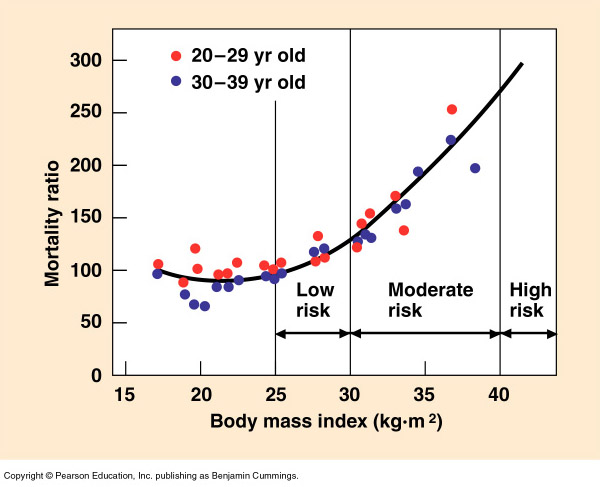 300
250
200
150
100
50
0
Mortality ratio
20–29 yr old
30–39 yr old
Low
risk
Moderate
risk
High
risk
15 20 25 30 35 40
Body mass index (kg·m²)
Copyright © Pearson Education, Inc. publishing as Benjamin Cummings.